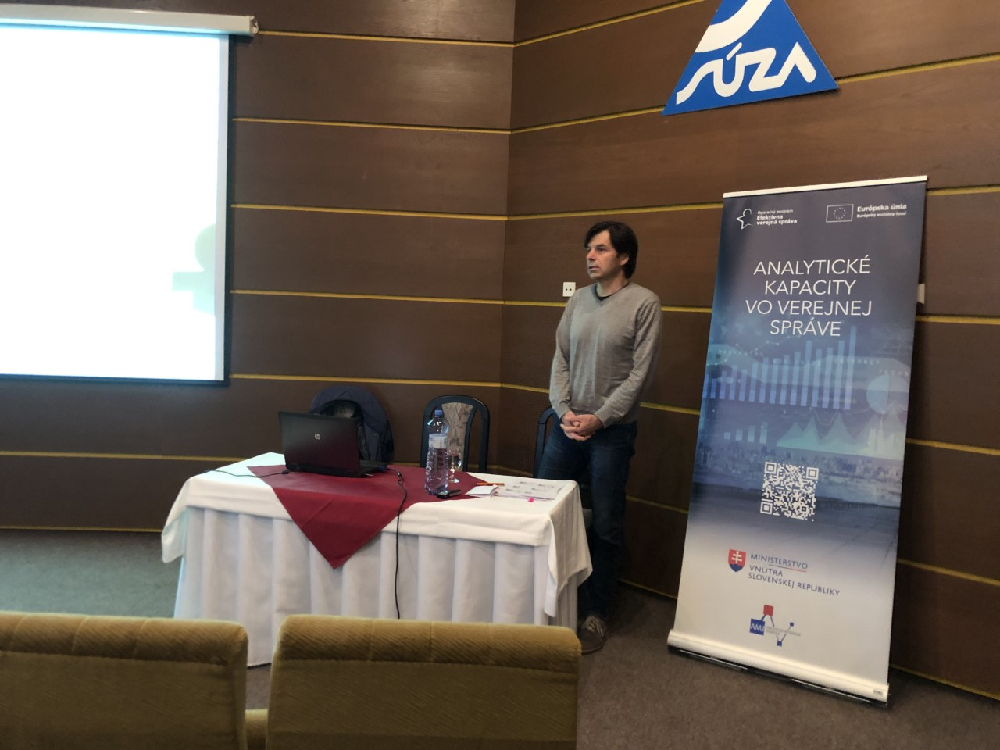 SÚZA
Operačný program
Efektívna
verejná správa
Európska únia
Európsky sociálny fond
ANALYTICKÉ
KAPACITY
VO VEREJNEJ
SPRÁVE
MINISTERSTVO
VNÚTRA
SLOVENSKEJ REPUBLIKY
AMJ
hp